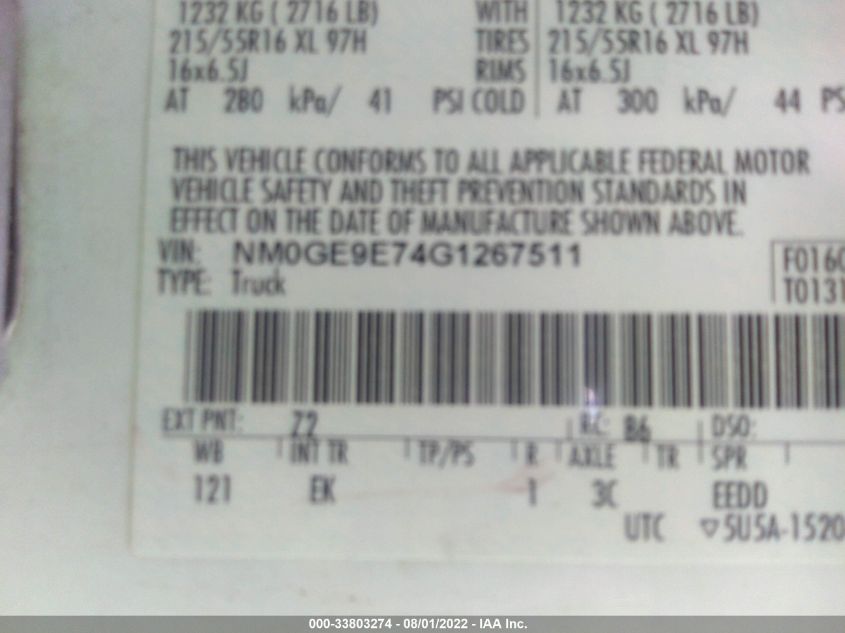 1232 KG ( 2716 LB) WITH 1232 KG ( 2716 LB)
215/55R16 XL 97H TIRES 215/55R16 XL 97H
16x6.5J RIMS 16x6.5J
AT 280 kPa/ 41 PSI COLD AT 300 kPa/ 44 PS
THIS VEHICLE CONFORMS TO ALL APPLICABLE FEDERAL MOTOR
VEHICLE SAFETY AND THEFT PREVENTION STANDARDS IN
EFFECT ON THE DATE OF MANUFACTURE SHOWN ABOVE.
VIN: NM0GE9E74G1267511
F0160
TYPE: Truck
T0131
EXT PNT: Z2 RC: B6 DSO:
WB INT TR TP/PS R AXLE TR SPR
121 EK 1 3C EEDD
UTC ▽5U5A-1520
000-33803274 - 08/01/2022 - IAA Inc.